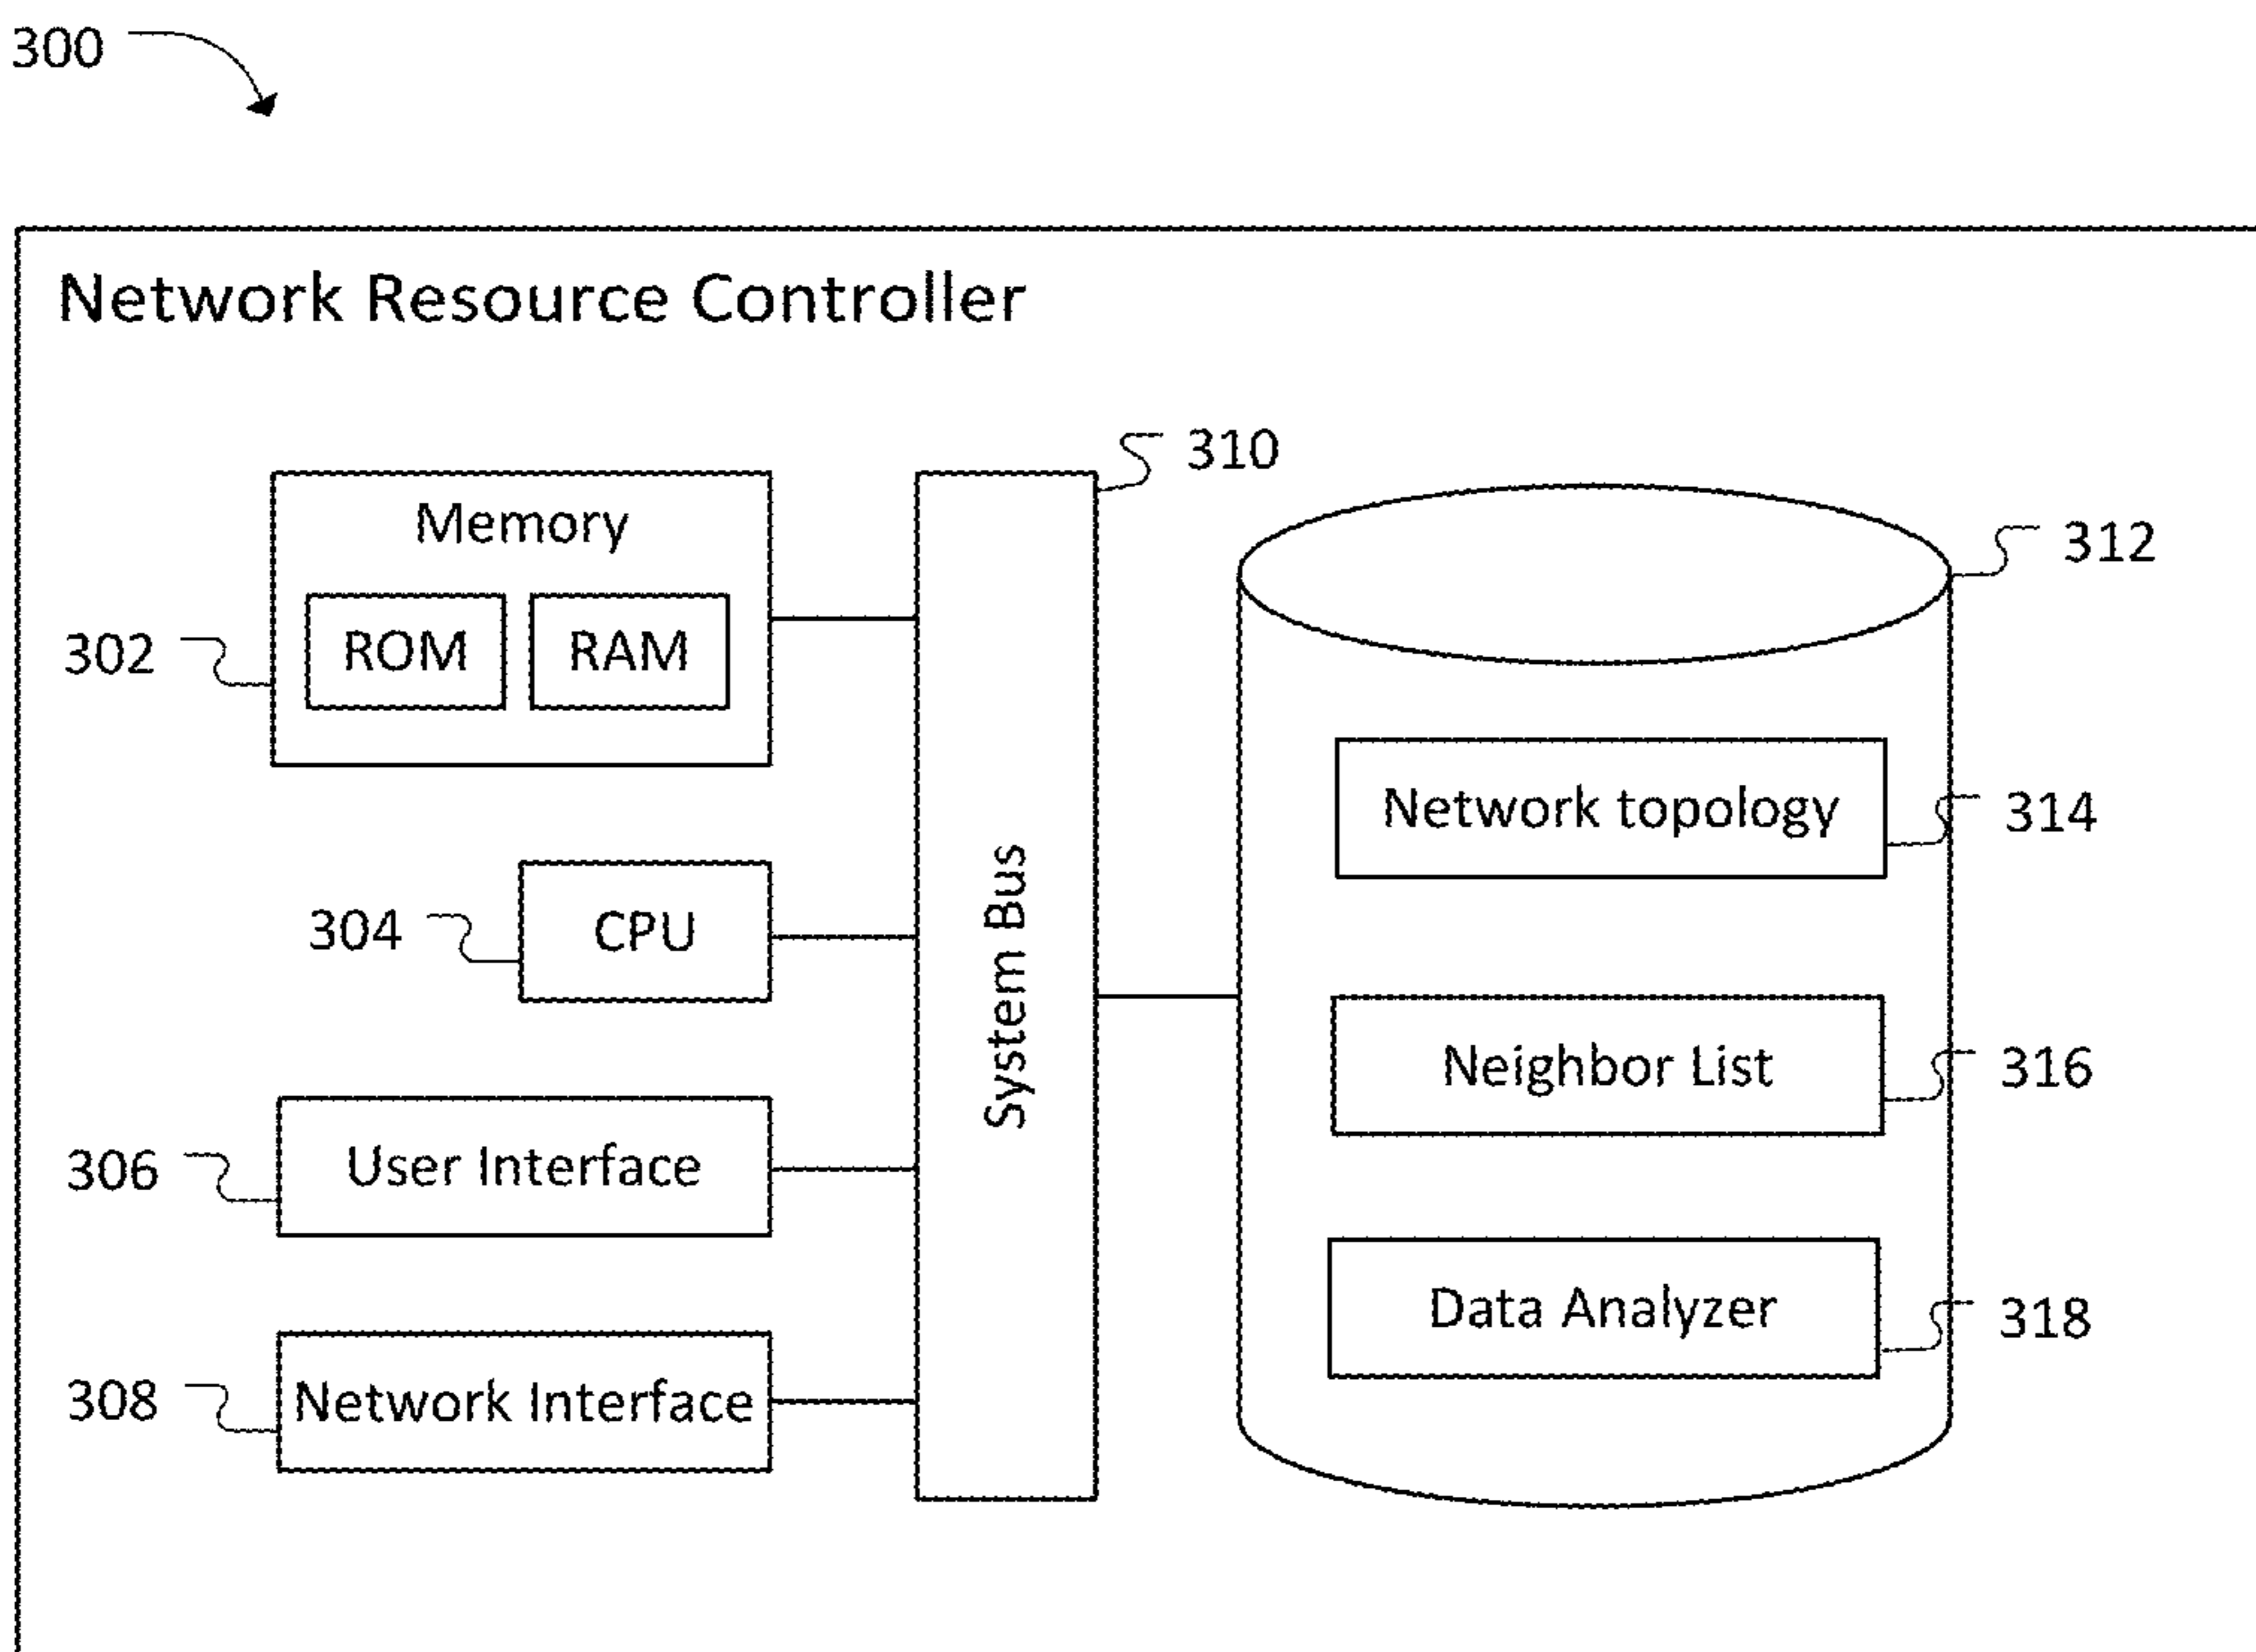 300
Network Resource Controller
310
Memory
312
ROM RAM
302
Network topology
314
System Bus
304
CPU
Neighbor List
316
306
User Interface
Data Analyzer
318
308
Network Interface